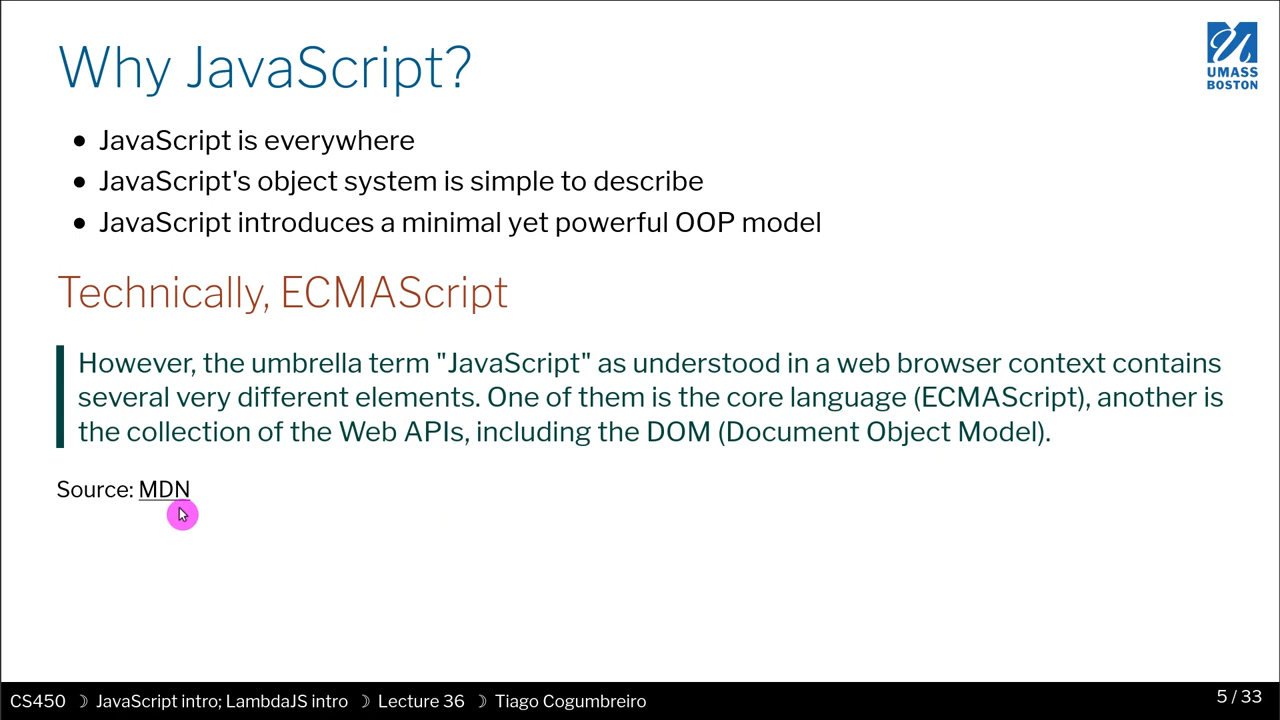 Why JavaScript?
UMASS
BOSTON
• JavaScript is everywhere
• JavaScript's object system is simple to describe
• JavaScript introduces a minimal yet powerful OOP model
Technically, ECMAScript
However, the umbrella term "JavaScript" as understood in a web browser context contains
several very different elements. One of them is the core language (ECMAScript), another is
the collection of the Web APIs, including the DOM (Document Object Model).
Source: MDN
CS450 ☽ JavaScript intro; LambdaJS intro ☽ Lecture 36 ☽ Tiago Cogumbreiro 5 / 33